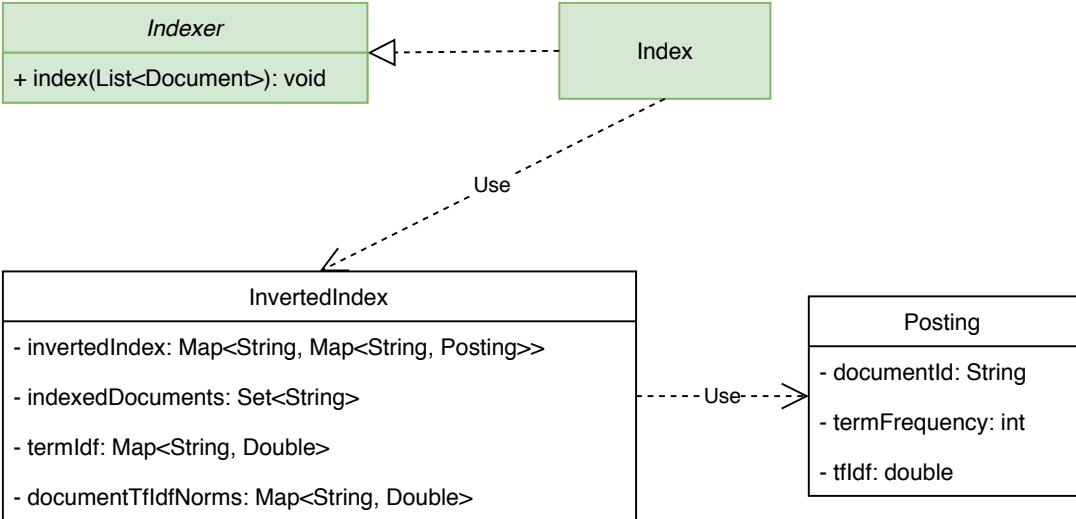 Indexer
+ index(List<Document>): void
Index
Use
InvertedIndex
- invertedIndex: Map<String, Map<String, Posting>>
- indexedDocuments: Set<String>
- termIdf: Map<String, Double>
- documentTfIdfNorms: Map<String, Double>
Use
Posting
- documentId: String
- termFrequency: int
- tfIdf: double